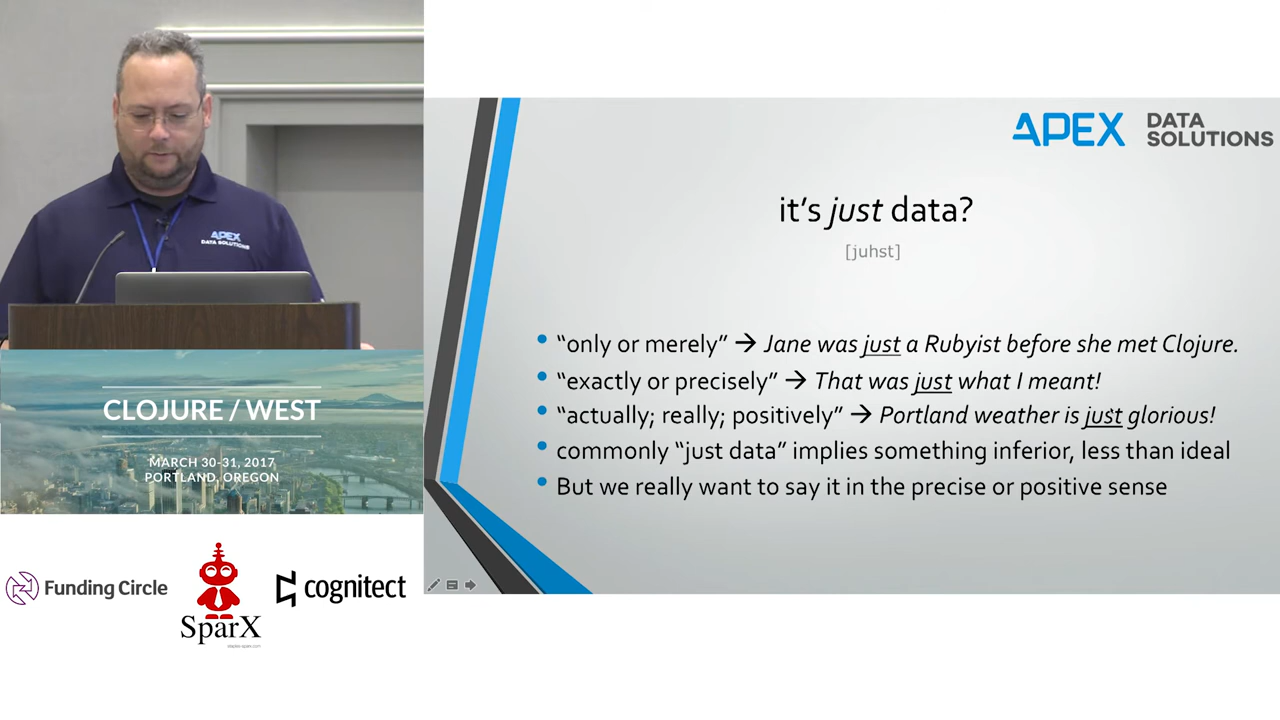 APEX
DATA SOLUTIONS
CLOJURE / WEST
MARCH 30-31, 2017
PORTLAND, OREGON
Funding Circle
SparX
cognitect
APEX DATA
SOLUTIONS
it's just data?
[juhst]
• “only or merely” → Jane was just a Rubyist before she met Clojure.
• “exactly or precisely” → That was just what I meant!
• “actually; really; positively” → Portland weather is just glorious!
• commonly “just data” implies something inferior, less than ideal
• But we really want to say it in the precise or positive sense